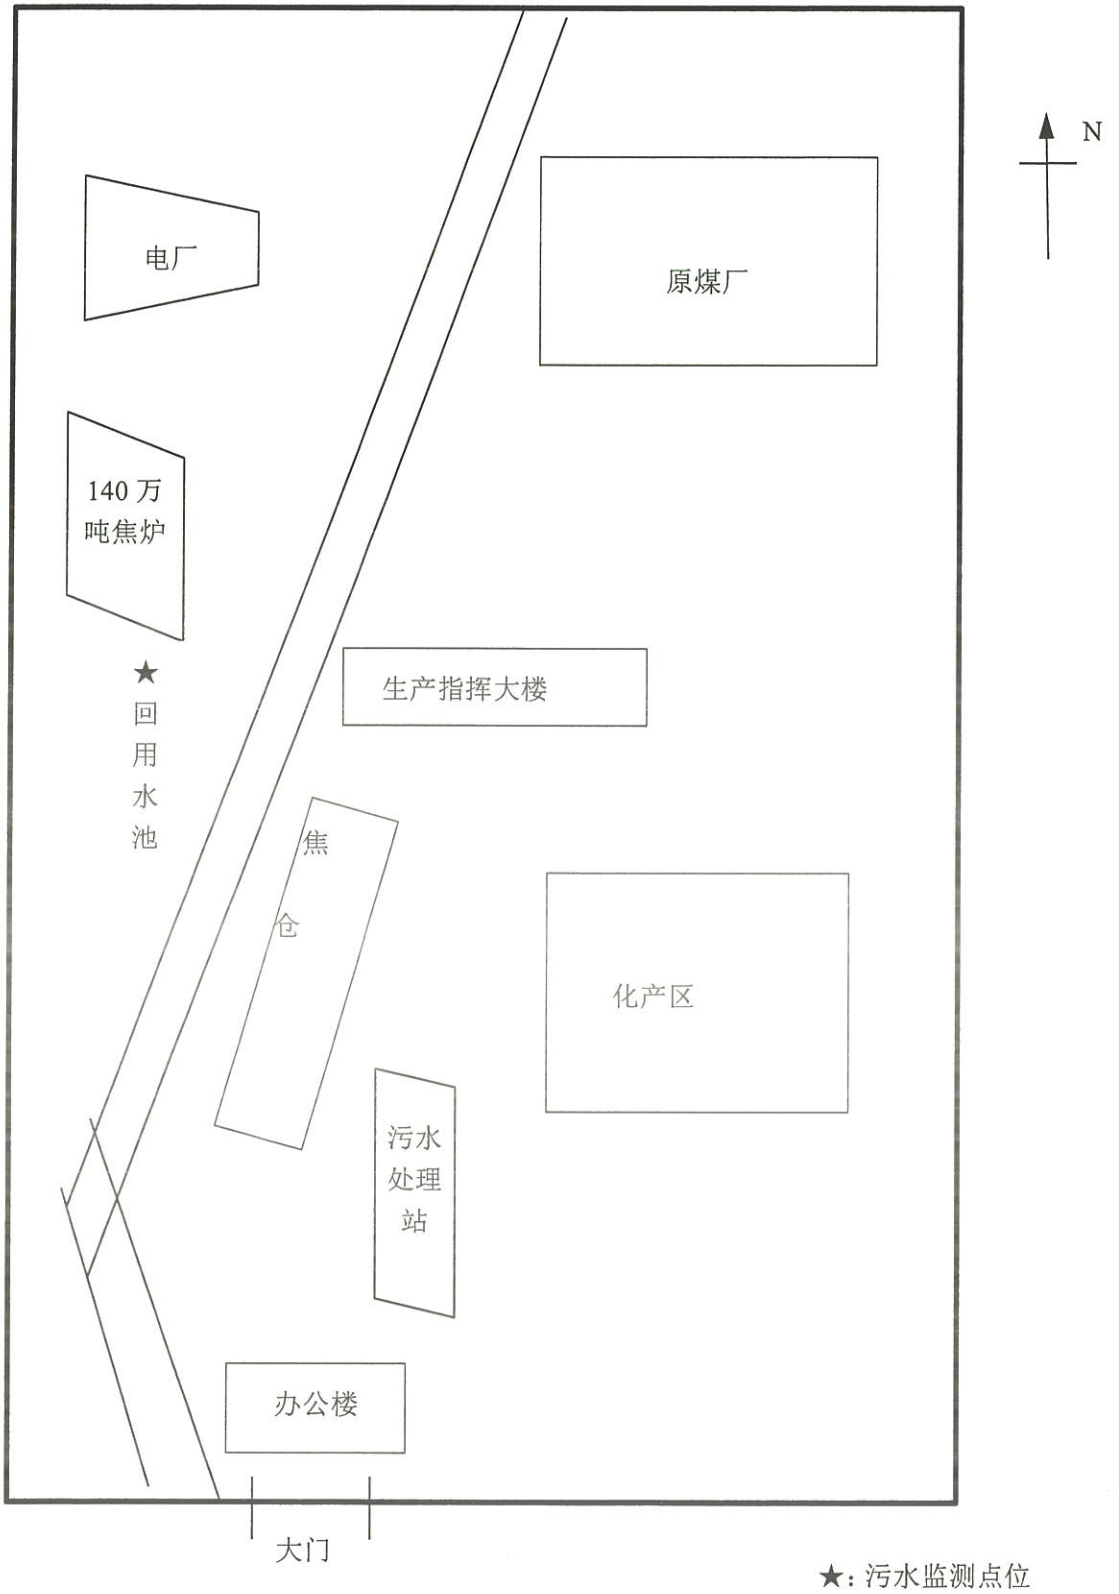 N
电厂
原煤厂
140 万
吨焦炉
★
回
用
水
池
生产指挥大楼
焦
仓
化产区
污水
处理
站
办公楼
大门
★: 污水监测点位